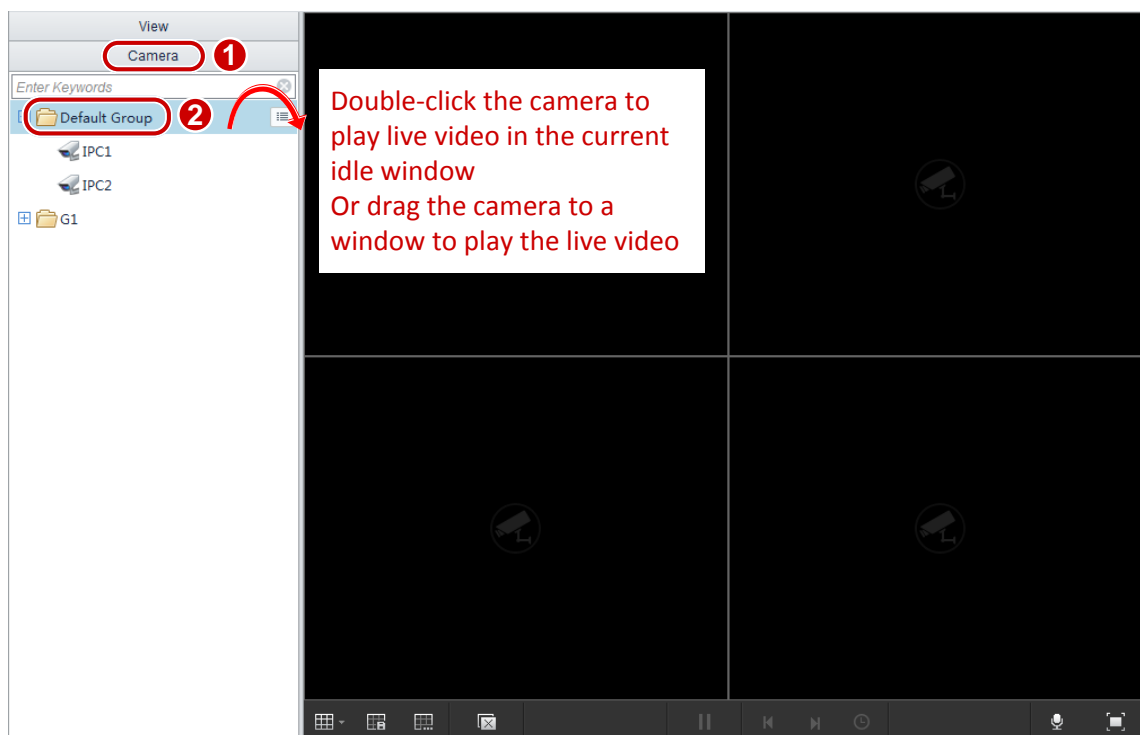 View
Camera
1
Enter Keywords
Default Group
2
IPC1
IPC2
G1
Double-click the camera to
play live video in the current
idle window
Or drag the camera to a
window to play the live video